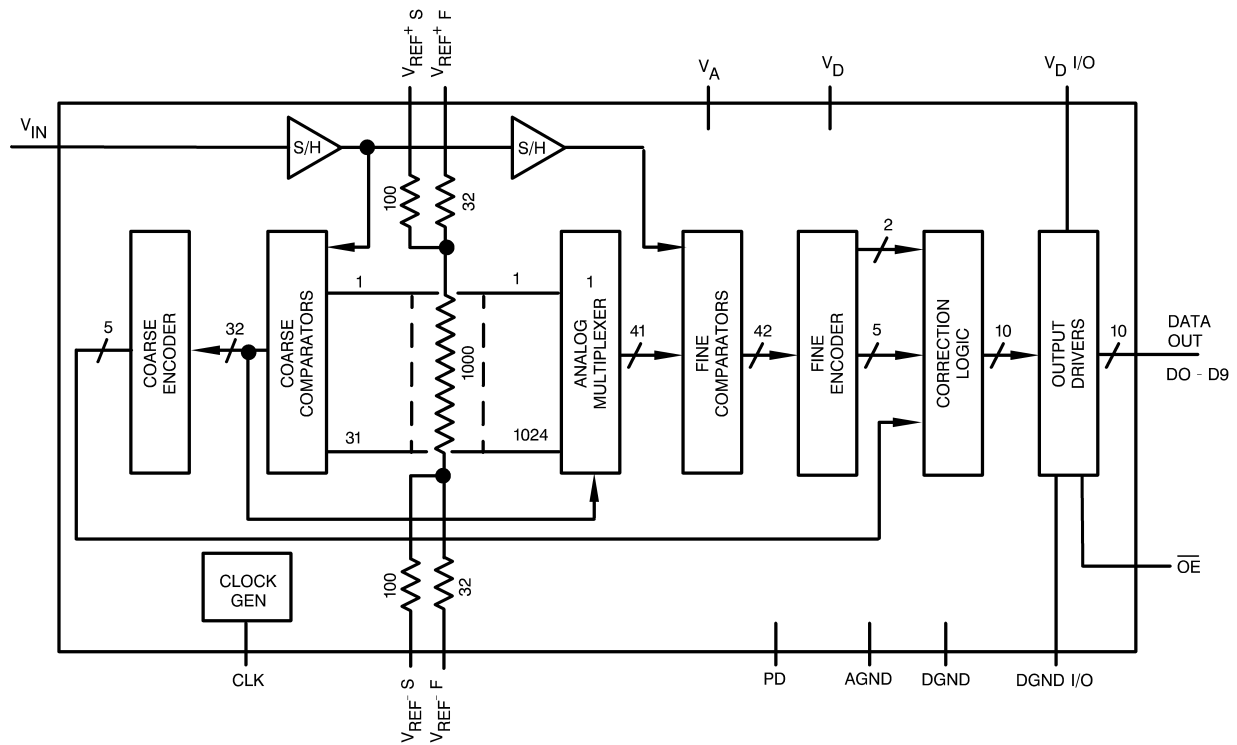 VREF+ S
VREF+ F
VA
VD
VD I/O
VIN
S/H
S/H
100
32
2
1
1
1
5
32
41
42
5
10
10
COARSE
ENCODER
COARSE
COMPARATORS
1000
ANALOG
MULTIPLEXER
FINE
COMPARATORS
FINE
ENCODER
CORRECTION
LOGIC
OUTPUT
DRIVERS
DATA
OUT
DO - D9
31
1024
100
32
OE
CLOCK
GEN
CLK
VREF- S
VREF- F
PD
AGND
DGND
DGND I/O